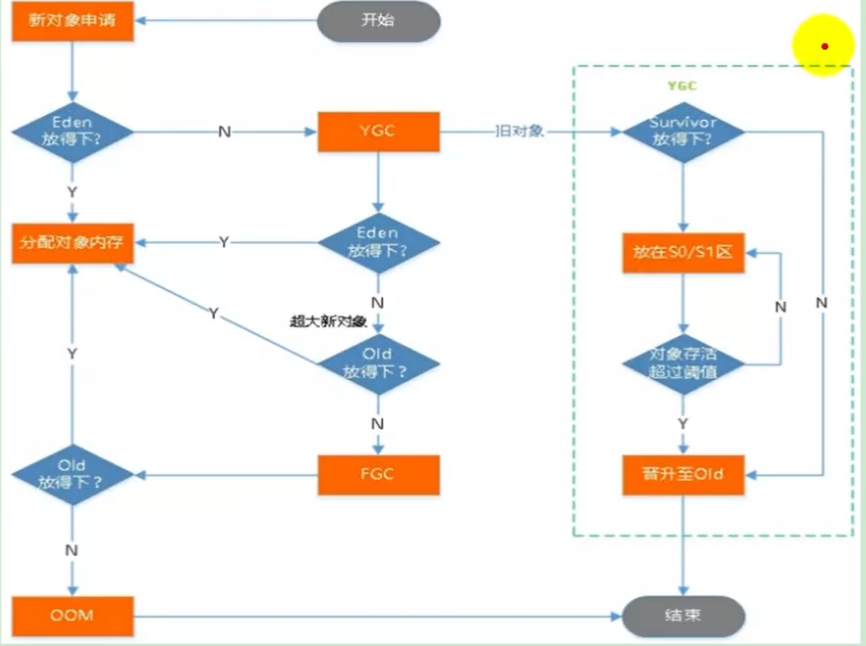 新对象申请
开始
YGC
Eden
放得下?
N
YGC
旧对象
Survivor
放得下?
Y
分配对象内存
Y
Eden
放得下?
放在S0/S1区
N
N
N
超大新对象
Y
Y
Old
放得下？
对象存活
超过阈值
N
Y
Old
放得下？
FGC
晋升至Old
N
OOM
结束